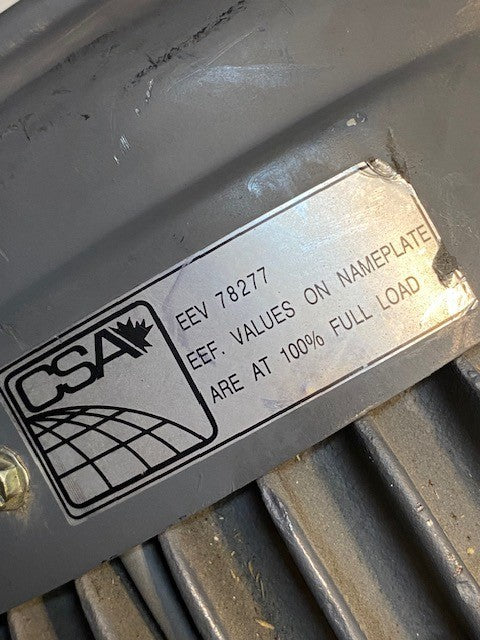 CSA
EEV 78277
EEF. VALUES ON NAMEPLATE
ARE AT 100% FULL LOAD